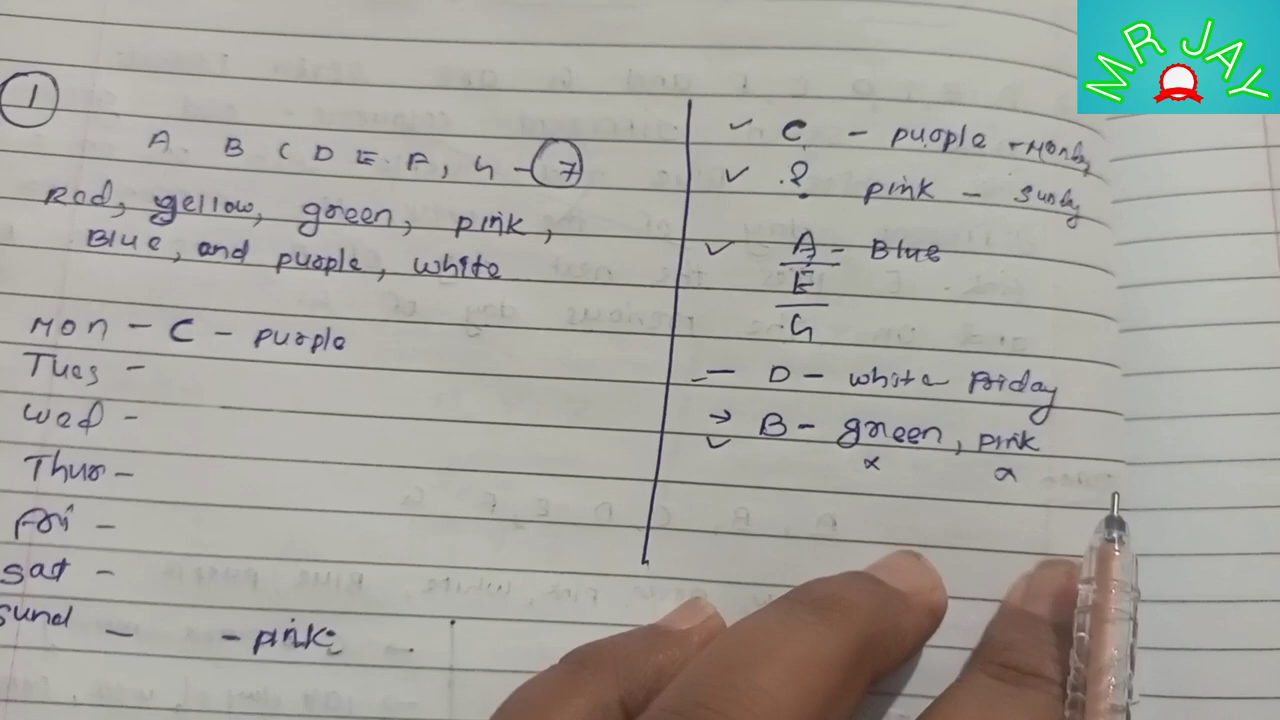 MR JAY
1
A B C D E F, G - 7
Red, yellow, green, pink,
Blue, and purple, white
Mon - C - purple
Tues -
Wed -
Thur -
Fri -
Sat -
Sund - - pink
✓ C - purple - Monday
✓ ? pink - Sunday
✓ A - Blue
E
G
- D - white Friday
→ B - green, pink
✓ x x